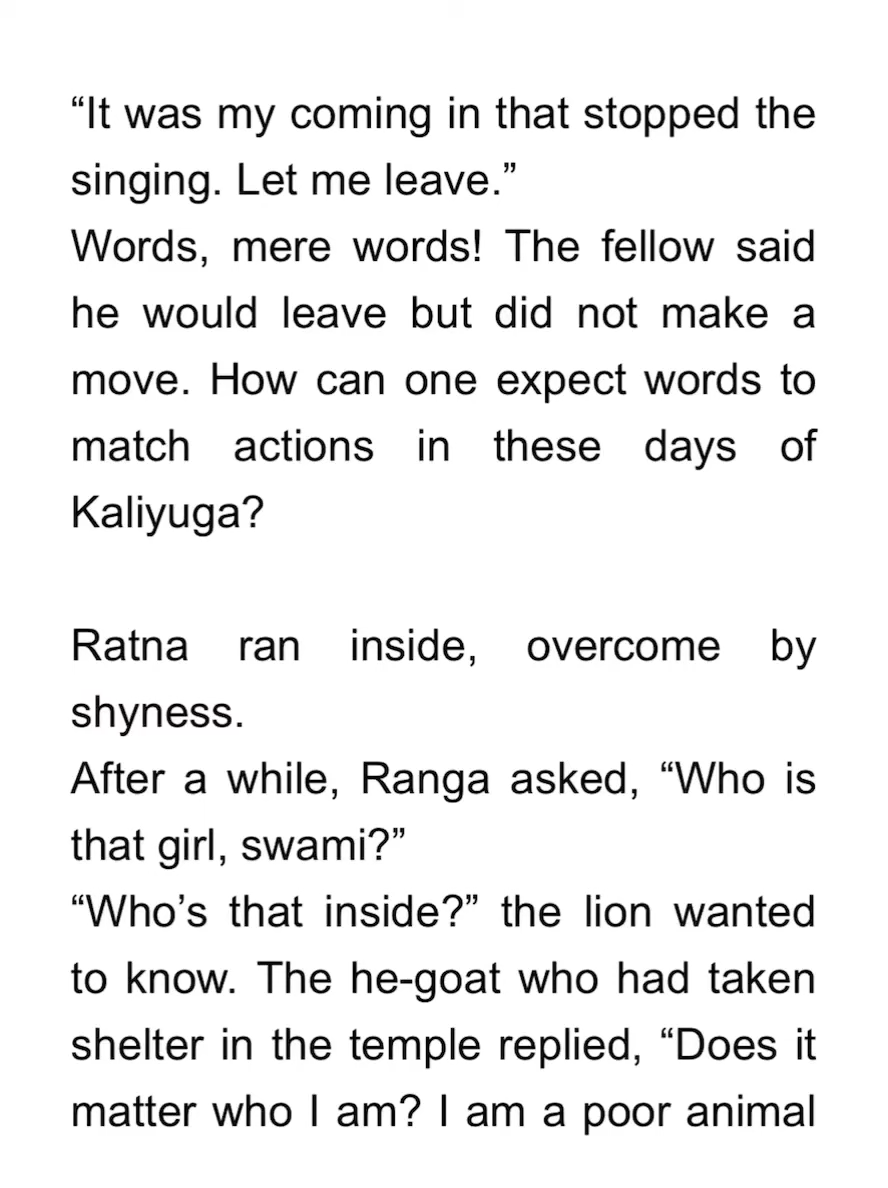 “It was my coming in that stopped the
singing. Let me leave.”
Words, mere words! The fellow said
he would leave but did not make a
move. How can one expect words to
match actions in these days of
Kaliyuga?
Ratna ran inside, overcome by
shyness.
After a while, Ranga asked, “Who is
that girl, swami?”
“Who’s that inside?” the lion wanted
to know. The he-goat who had taken
shelter in the temple replied, “Does it
matter who I am? I am a poor animal